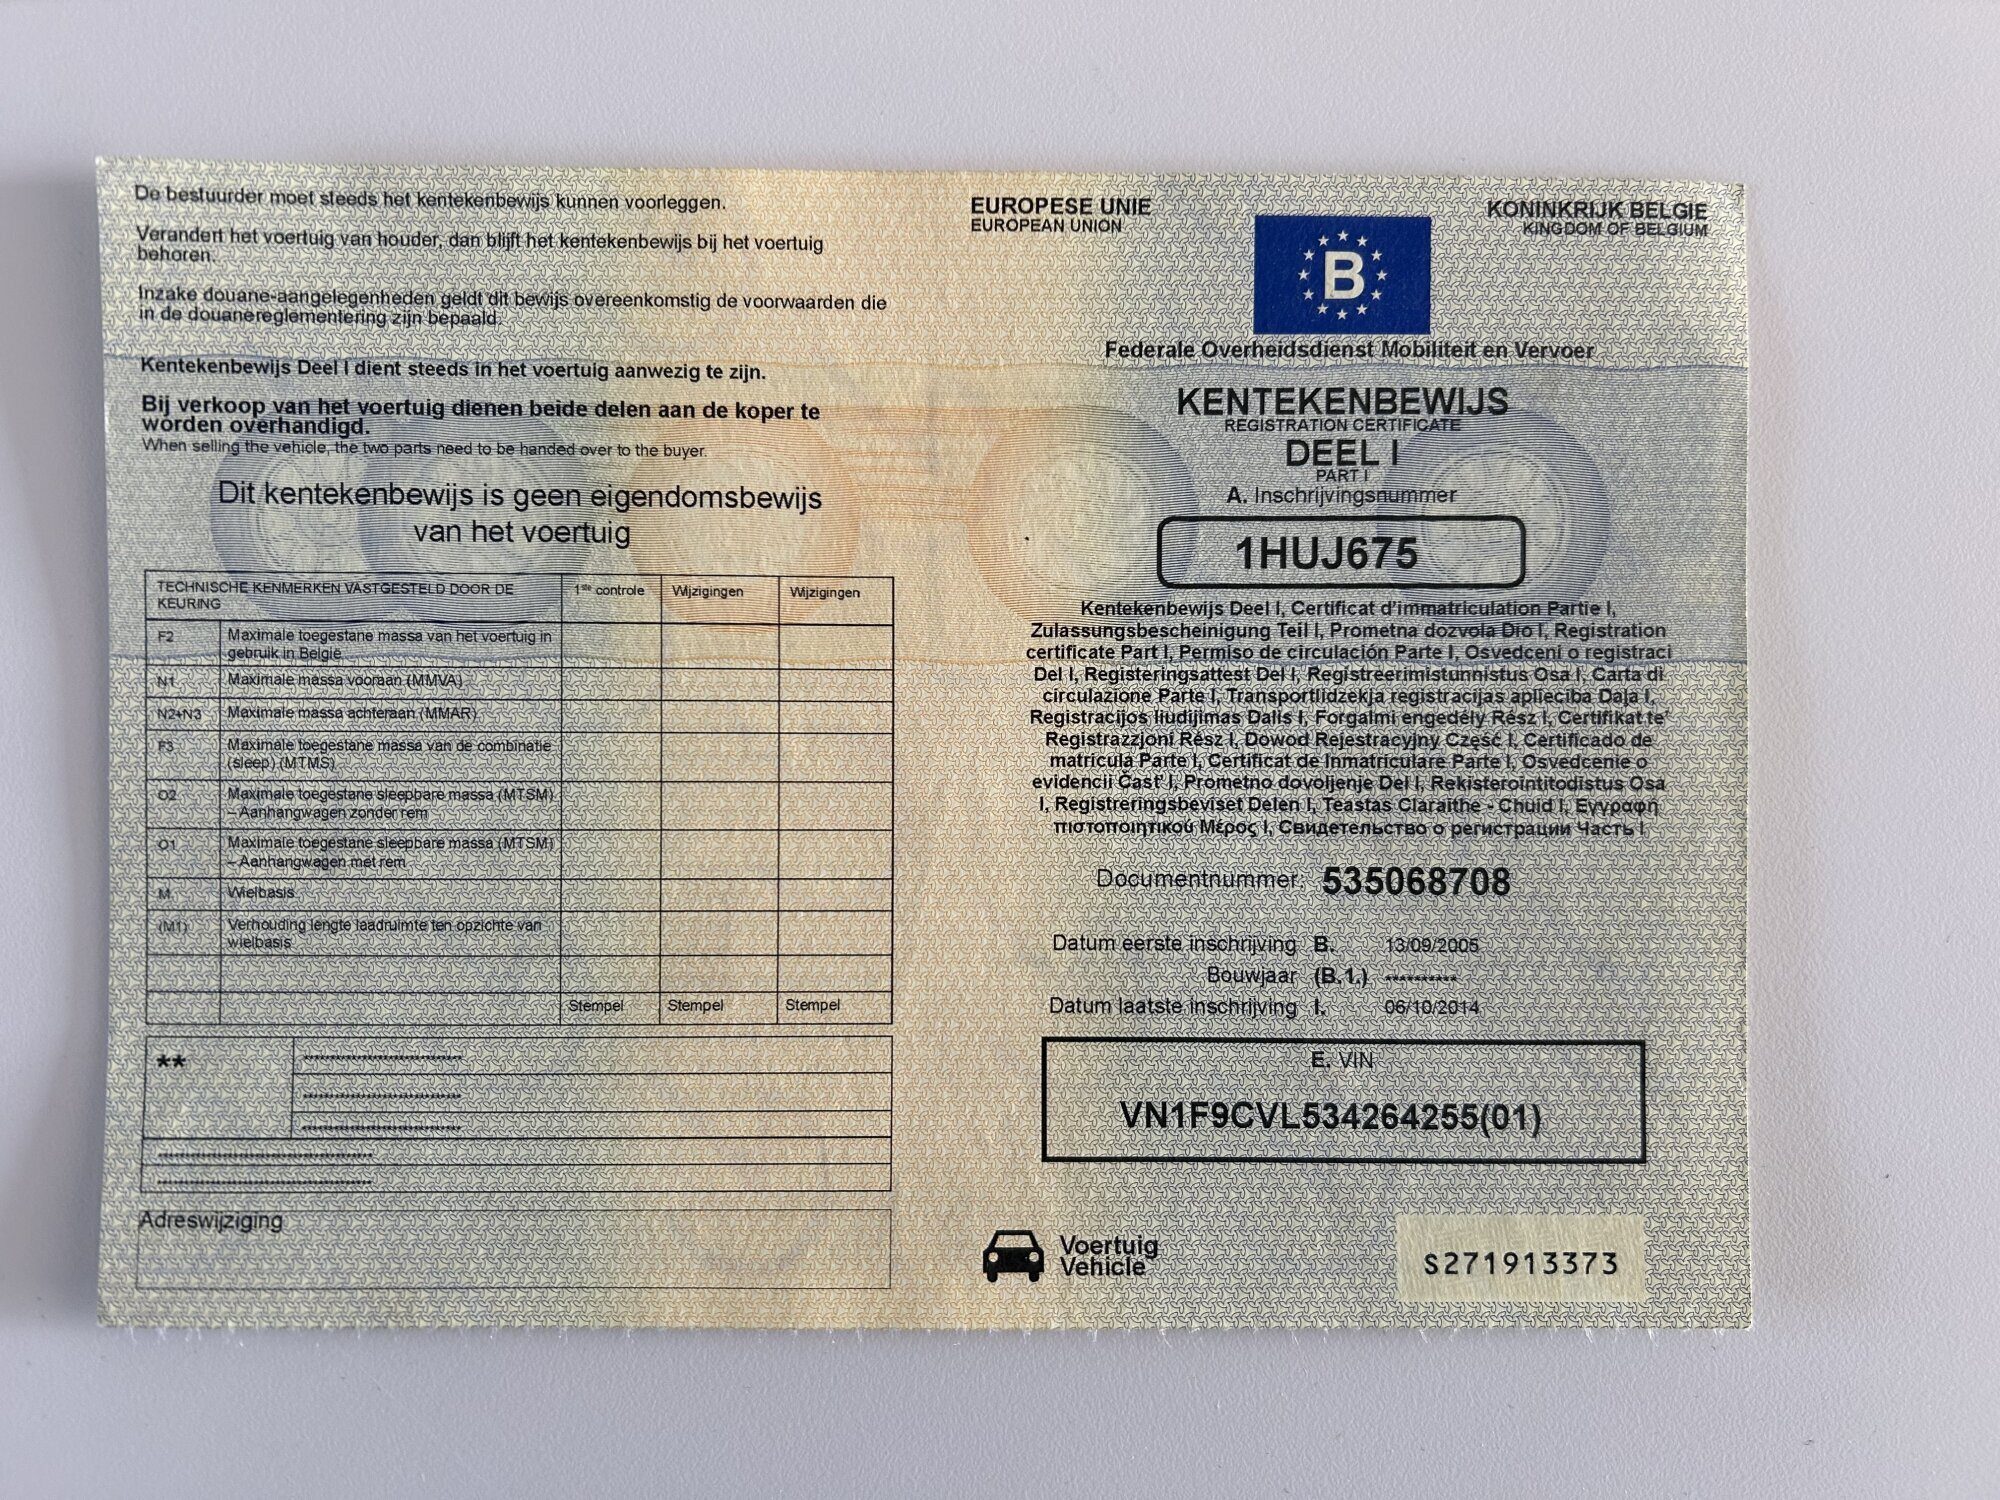 De bestuurder moet steeds het kentekenbewijs kunnen voorleggen.
Verandert het voertuig van houder, dan blijft het kentekenbewijs bij het voertuig
behoren.
Inzake douane-aangelegenheden geldt dit bewijs overeenkomstig de voorwaarden die
in de douanereglementering zijn bepaald.
Kentekenbewijs Deel I dient steeds in het voertuig aanwezig te zijn.
Bij verkoop van het voertuig dienen beide delen aan de koper te
worden overhandigd.
When selling the vehicle, the two parts need to be handed over to the buyer.
Dit kentekenbewijs is geen eigendomsbewijs
van het voertuig
TECHNISCHE KENMERKEN VASTGESTELD DOOR DE
KEURING
1ste controle
Wijzigingen
Wijzigingen
F2 Maximale toegestane massa van het voertuig in
gebruik in België
N1 Maximale massa vooraan (MMVA)
N2+N3 Maximale massa achteraan (MMAR)
F3 Maximale toegestane massa van de combinatie
(sleep) (MTMS)
O2 Maximale toegestane sleepbare massa (MTSM)
– Aanhangwagen zonder rem
O1 Maximale toegestane sleepbare massa (MTSM)
– Aanhangwagen met rem
M Wielbasis
(M1) Verhouding lengte laadruimte ten opzichte van
wielbasis
Stempel Stempel Stempel
**
Adreswijziging
EUROPESE UNIE
EUROPEAN UNION
B
KONINKRIJK BELGIE
KINGDOM OF BELGIUM
Federale Overheidsdienst Mobiliteit en Vervoer
KENTEKENBEWIJS
REGISTRATION CERTIFICATE
DEEL I
PART I
A. Inschrijvingsnummer
1HUJ675
Kentekenbewijs Deel I, Certificat d'immatriculation Partie I,
Zulassungsbescheinigung Teil I, Prometna dozvola Dio I, Registration
certificate Part I, Permiso de circulación Parte I, Osvedceni o registraci
Del I, Registeringsattest Del I, Registreerimistunnistus Osa I, Carta di
circolazione Parte I, Transportlidzekja registracijas aplieciba Daļa I,
Registracijos liudijimas Dalis I, Forgalmi engedély Rész I, Certifikat te'
Registrazzjoni Rész I, Dowod Rejestracyjny Część I, Certificado de
matricula Parte I, Certificat de Inmatriculare Parte I, Osvedcenie o
evidencii Časť I, Prometno dovoljenje Del I, Rekisterointitodistus Osa
I, Registreringsbeviset Delen I, Teastas Claraithe - Chuid I, Εγγραφή
πιστοποιητικού Μέρος I, Свидетельство о регистрации Часть I
Documentnummer: 535068708
Datum eerste inschrijving B. 13/09/2005
Bouwjaar (B.1.) **********
Datum laatste inschrijving I. 06/10/2014
E. VIN
VN1F9CVL534264255(01)
Voertuig
Vehicle
S271913373